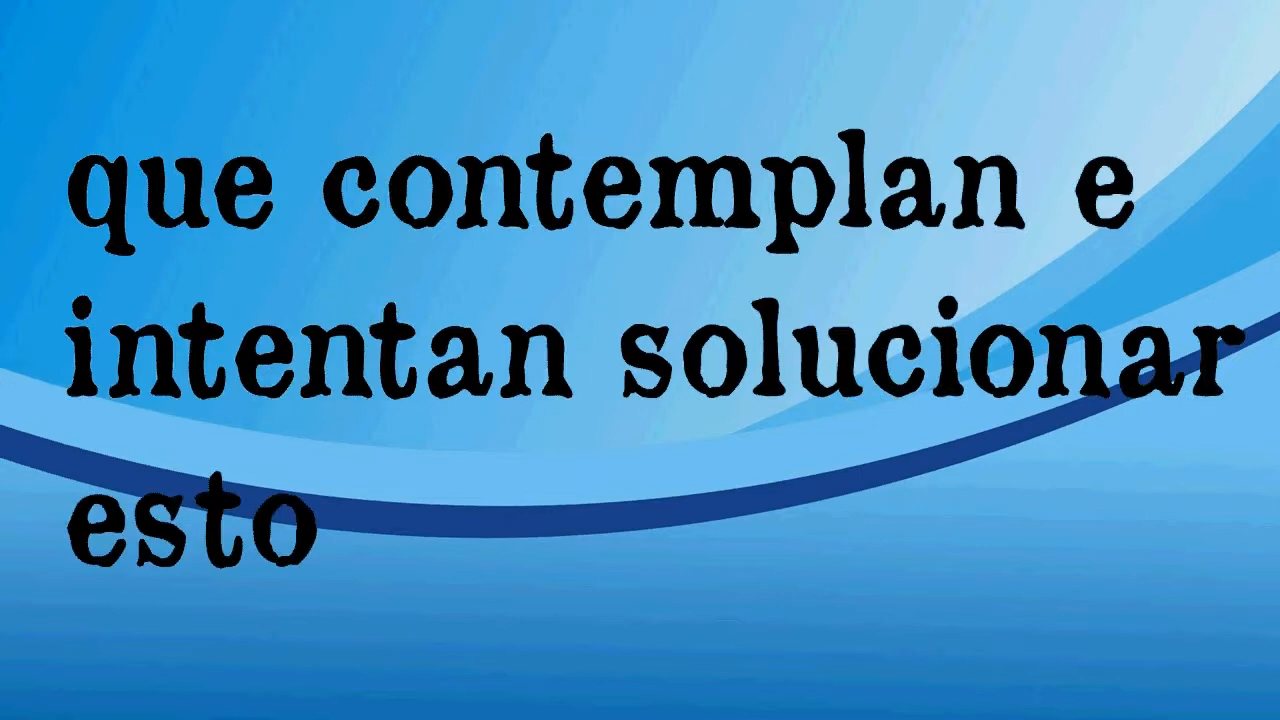 que contemplan e
intentan solucionar
esto